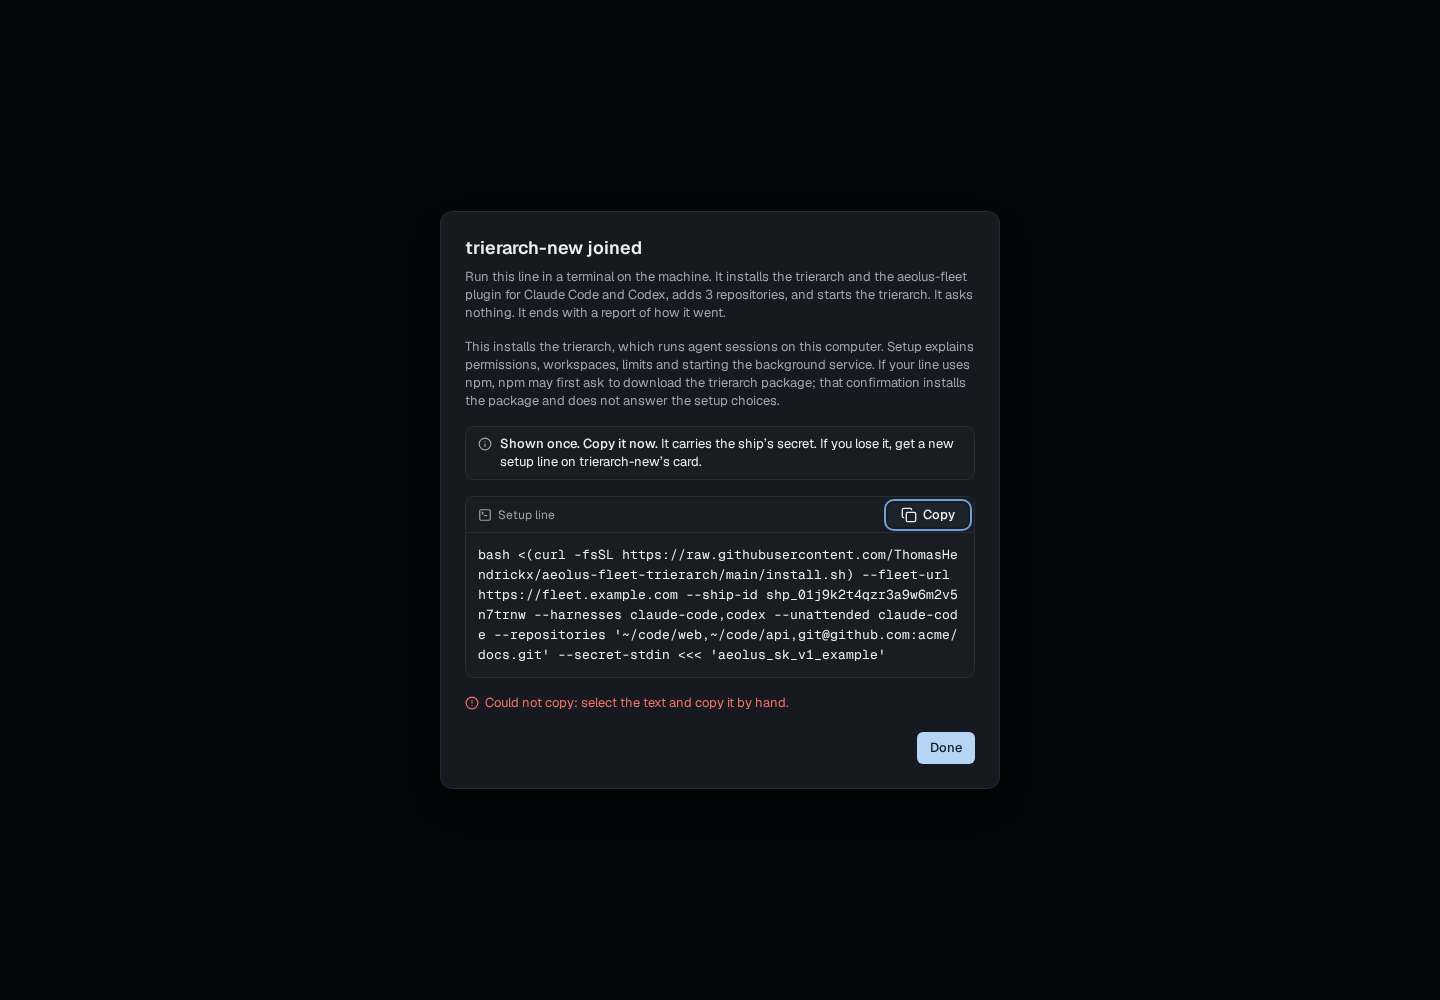 trierarch-new joined
Run this line in a terminal on the machine. It installs the trierarch and the aeolus-fleet
plugin for Claude Code and Codex, adds 3 repositories, and starts the trierarch. It asks
nothing. It ends with a report of how it went.
This installs the trierarch, which runs agent sessions on this computer. Setup explains
permissions, workspaces, limits and starting the background service. If your line uses
npm, npm may first ask to download the trierarch package; that confirmation installs
the package and does not answer the setup choices.
Shown once. Copy it now. It carries the ship's secret. If you lose it, get a new
setup line on trierarch-new's card.
Setup line
Copy
bash <(curl -fsSL https://raw.githubusercontent.com/ThomasHe
ndrickx/aeolus-fleet-trierarch/main/install.sh) --fleet-url
https://fleet.example.com --ship-id shp_01j9k2t4qzr3a9w6m2v5
n7trnw --harnesses claude-code,codex --unattended claude-cod
e --repositories '~/code/web,~/code/api,git@github.com:acme/
docs.git' --secret-stdin <<< 'aeolus_sk_v1_example'
Could not copy: select the text and copy it by hand.
Done